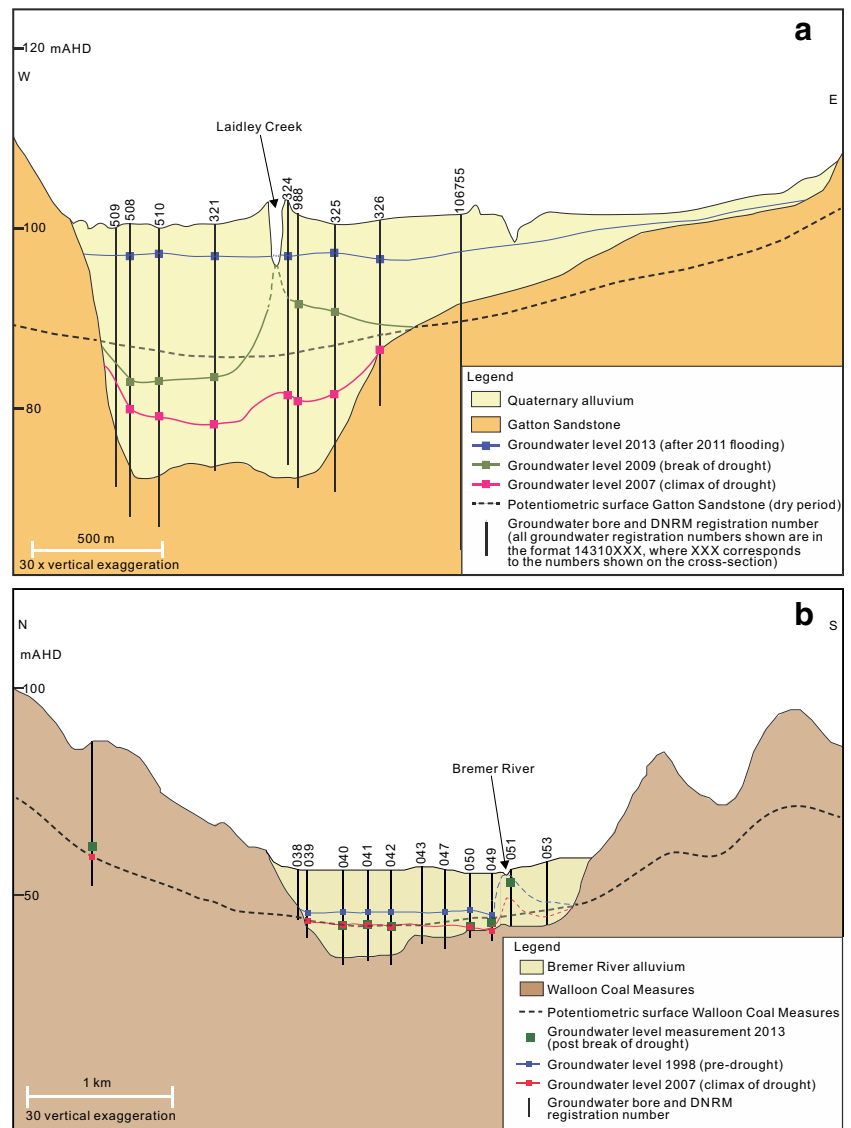 a
120 mAHD
W
E
Laidley Creek
509
508
510
321
324
988
325
326
106755
100
80
Legend
Quaternary alluvium
Gatton Sandstone
Groundwater level 2013 (after 2011 flooding)
Groundwater level 2009 (break of drought)
Groundwater level 2007 (climax of drought)
Potentiometric surface Gatton Sandstone (dry period)
Groundwater bore and DNRM registration number
(all groundwater registration numbers shown are in
the format 14310XXX, where XXX corresponds
to the numbers shown on the cross-section)
500 m
30 x vertical exaggeration
b
N
S
mAHD
100
Bremer River
038
039
040
041
042
043
047
050
049
051
053
50
Legend
Bremer River alluvium
Walloon Coal Measures
Potentiometric surface Walloon Coal Measures
Groundwater level measurement 2013
(post break of drought)
Groundwater level 1998 (pre-drought)
Groundwater level 2007 (climax of drought)
Groundwater bore and DNRM
registration number
1 km
30 vertical exaggeration